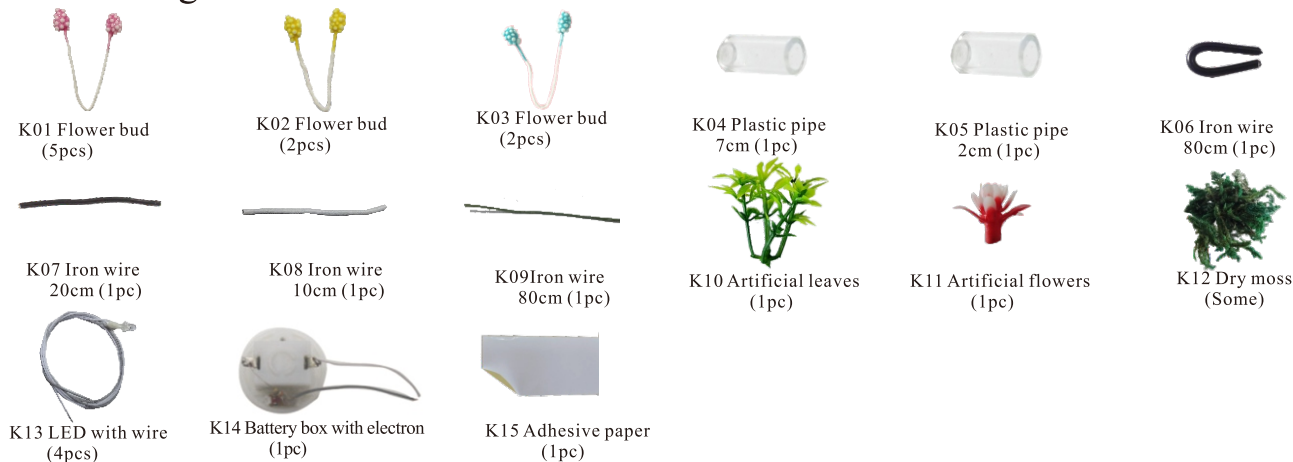 K01 Flower bud
(5pcs)
K02 Flower bud
(2pcs)
K03 Flower bud
(2pcs)
K04 Plastic pipe
7cm (1pc)
K05 Plastic pipe
2cm (1pc)
K06 Iron wire
80cm (1pc)
K07 Iron wire
20cm (1pc)
K08 Iron wire
10cm (1pc)
K09Iron wire
80cm (1pc)
K10 Artificial leaves
(1pc)
K11 Artificial flowers
(1pc)
K12 Dry moss
(Some)
K13 LED with wire
(4pcs)
K14 Battery box with electron
(1pc)
K15 Adhesive paper
(1pc)